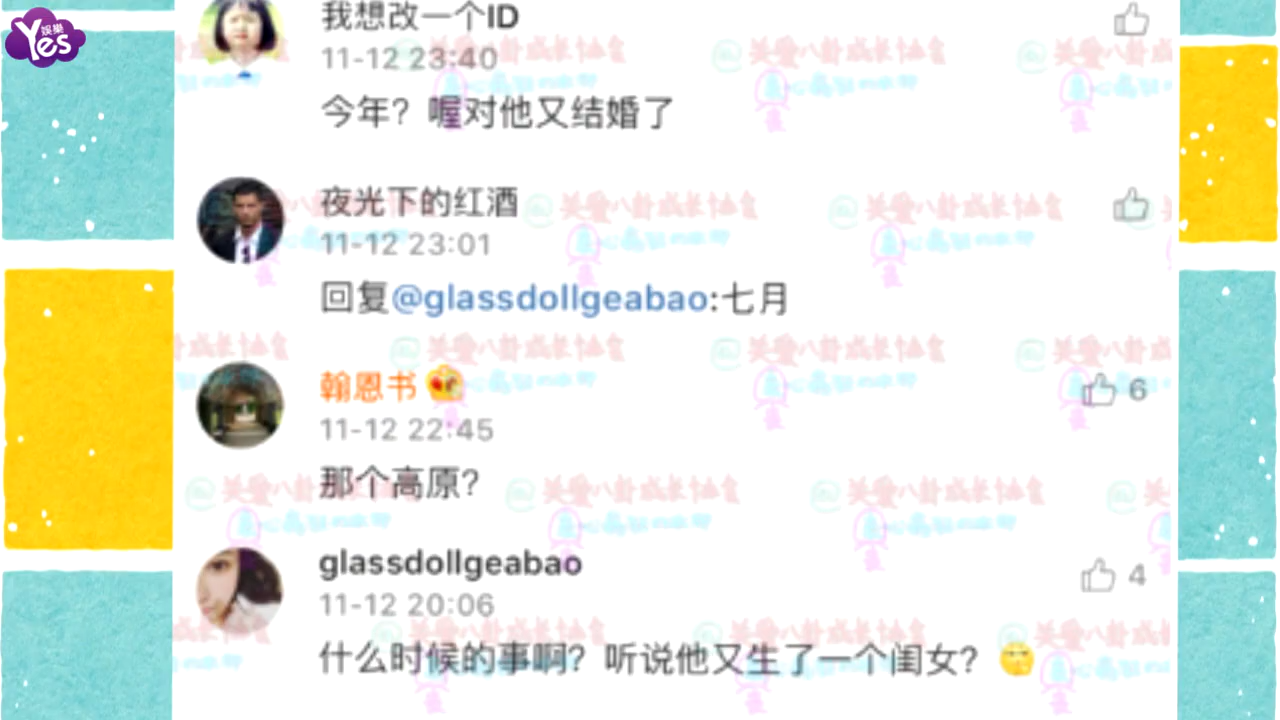 娱樂
Yes
我想改一个ID
11-12 23:40
今年？喔对他又结婚了
夜光下的红酒
11-12 23:01
回复@glassdollgeabao:七月
翰恩书
6
11-12 22:45
那个高原？
glassdollgeabao
4
11-12 20:06
什么时候的事啊？听说他又生了一个闺女？